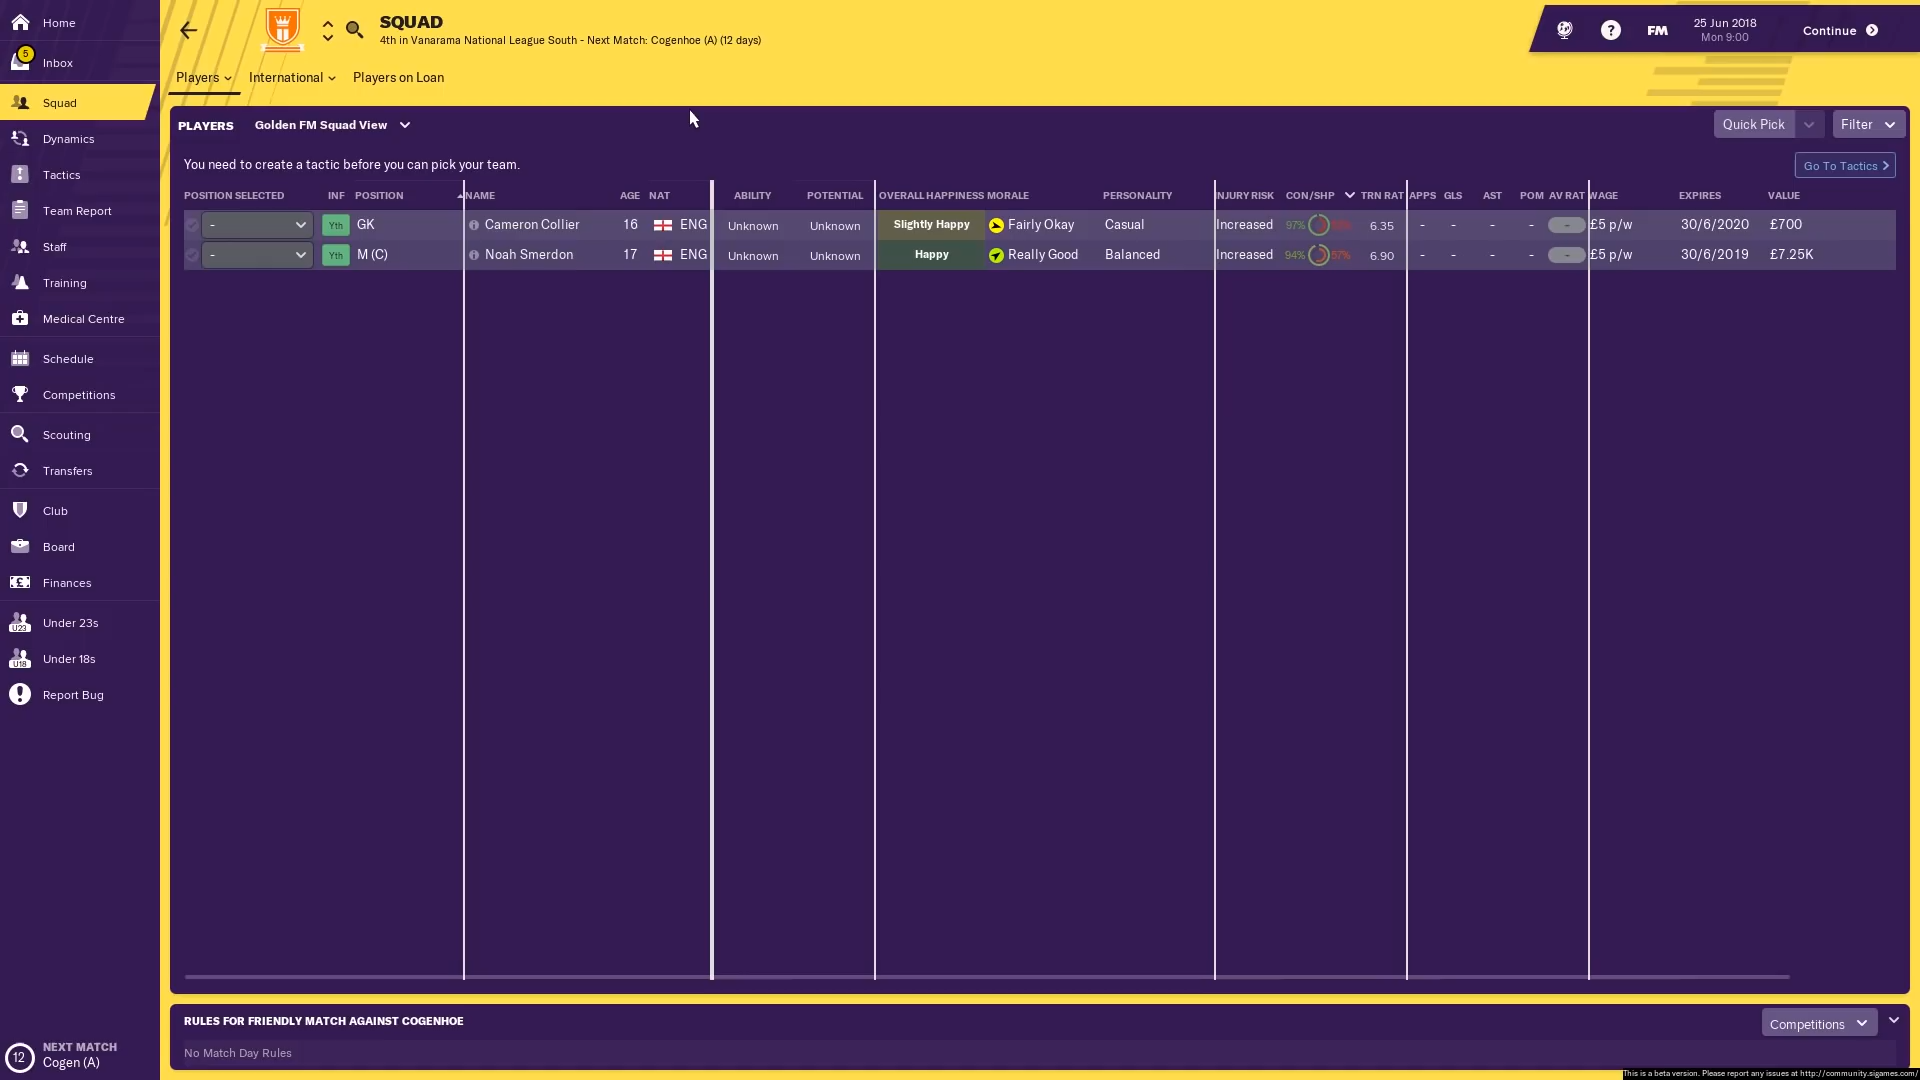 Home
5
Inbox
Squad
Dynamics
Tactics
Team Report
Staff
Training
Medical Centre
Schedule
Competitions
Scouting
Transfers
Club
Board
Finances
U23
Under 23s
U18
Under 18s
Report Bug
12
NEXT MATCH
Cogen (A)
SQUAD
4th in Vanarama National League South - Next Match: Cogenhoe (A) (12 days)
?
FM
25 Jun 2018
Mon 9:00
Continue
Players
International
Players on Loan
PLAYERS
Golden FM Squad View
Quick Pick
Filter
You need to create a tactic before you can pick your team.
Go To Tactics
POSITION SELECTED INF POSITION NAME AGE NAT ABILITY POTENTIAL OVERALL HAPPINESS MORALE PERSONALITY INJURY RISK CON/SHP TRN RAT APPS GLS AST POM AV RAT WAGE EXPIRES VALUE
- Yth GK Cameron Collier 16 ENG Unknown Unknown Slightly Happy Fairly Okay Casual Increased 97% 6.35 - - - - - £5 p/w 30/6/2020 £700
- Yth M (C) Noah Smerdon 17 ENG Unknown Unknown Happy Really Good Balanced Increased 94% 57% 6.90 - - - - - £5 p/w 30/6/2019 £7.25K
RULES FOR FRIENDLY MATCH AGAINST COGENHOE
Competitions
No Match Day Rules
This is a beta version. Please report any issues at http://community.sigames.com/